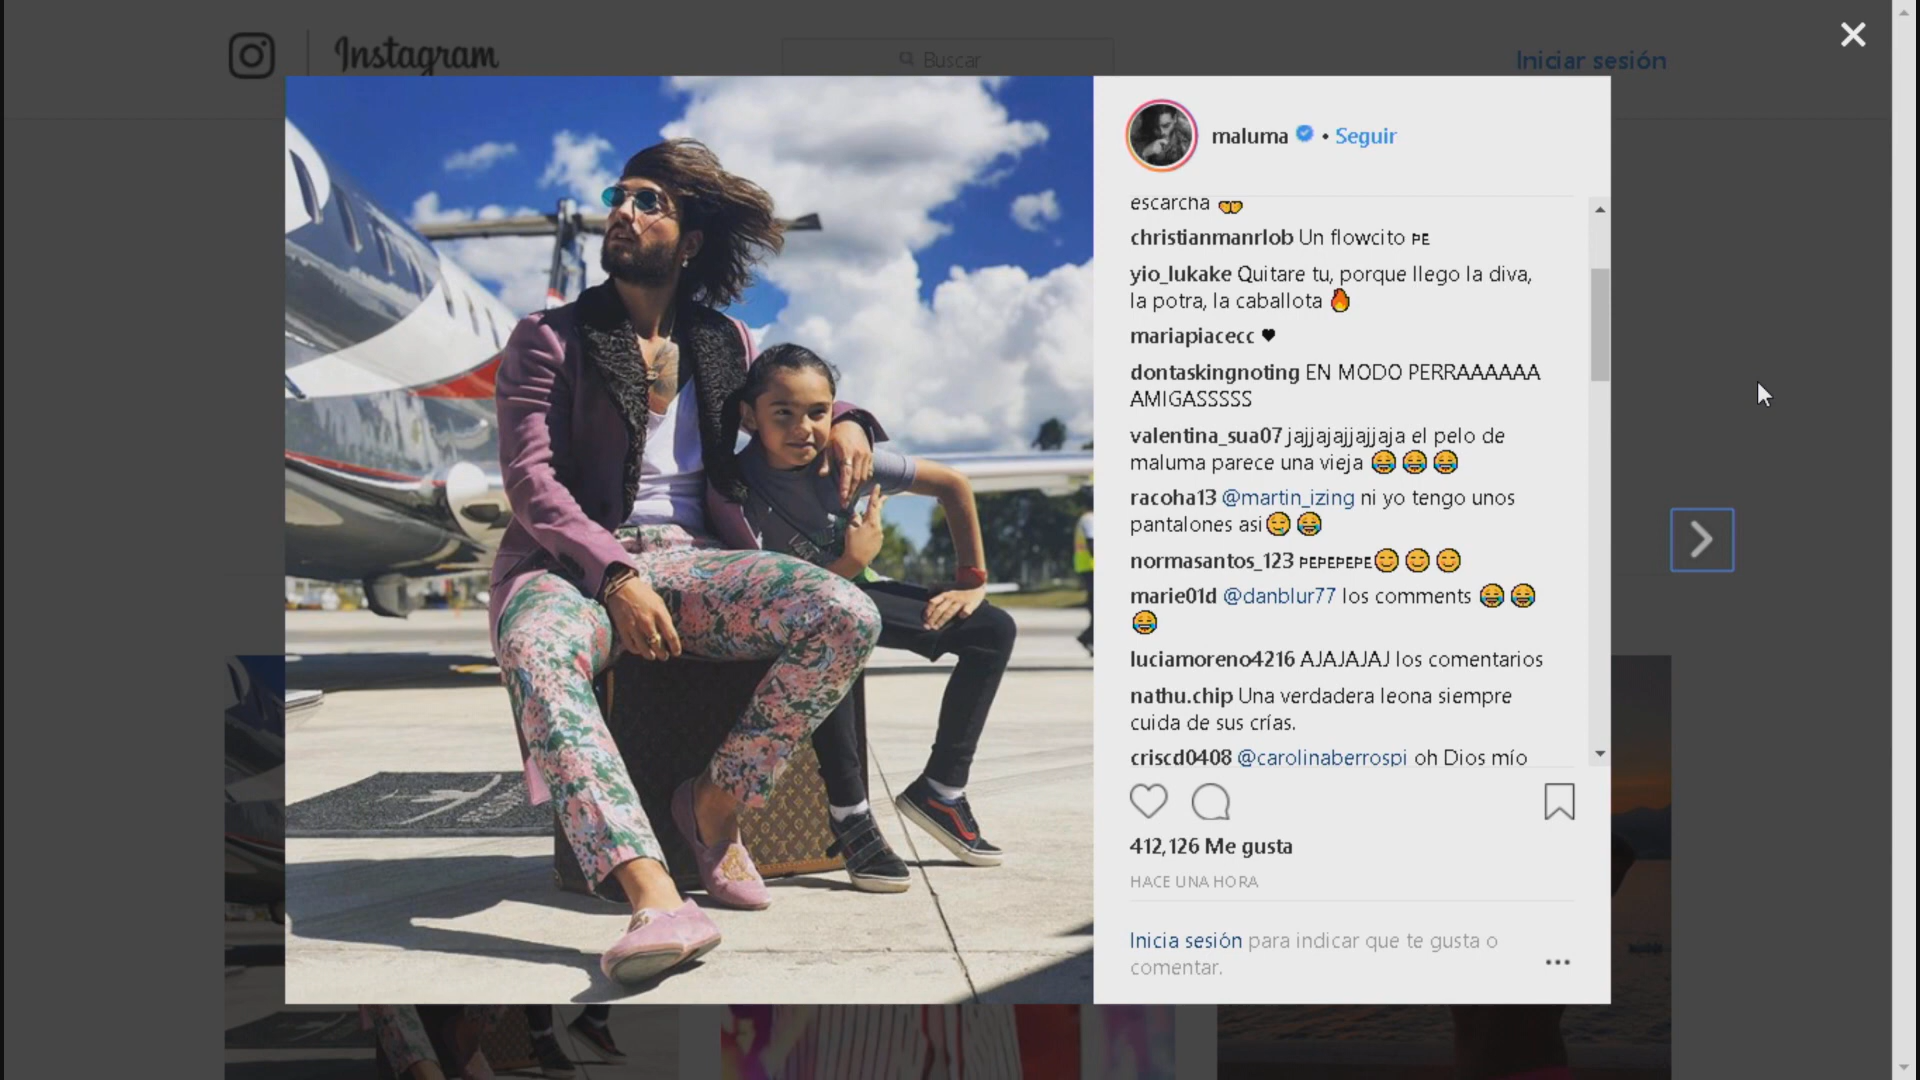 Instagram
Buscar
Iniciar sesión
maluma • Seguir
escarcha
christianmanrlob Un flowcito PE
yio_lukake Quitare tu, porque llego la diva,
la potra, la caballota
mariapiacecc
dontaskingnoting EN MODO PERRAAAAAA
AMIGASSSSS
valentina_sua07 jajjajajjajjaja el pelo de
maluma parece una vieja
racoha13 @martin_izing ni yo tengo unos
pantalones asi
normasantos_123 PEPEPEPE
marie01d @danblur77 los comments
luciamoreno4216 AJAJAJAJ los comentarios
nathu.chip Una verdadera leona siempre
cuida de sus crías.
criscd0408 @carolinaberrospi oh Dios mío
412,126 Me gusta
HACE UNA HORA
Inicia sesión para indicar que te gusta o
comentar.